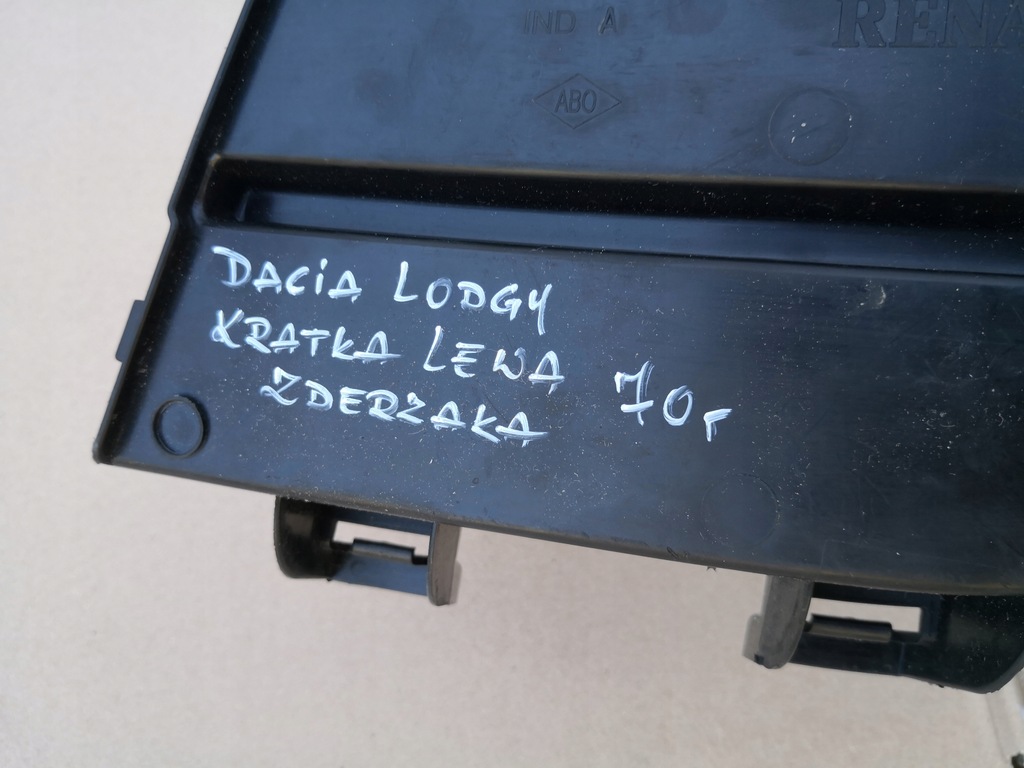 IND A
RENA
ABO
DACIA LODGY
KRATKA LEWA 70r
ZDERZAKA